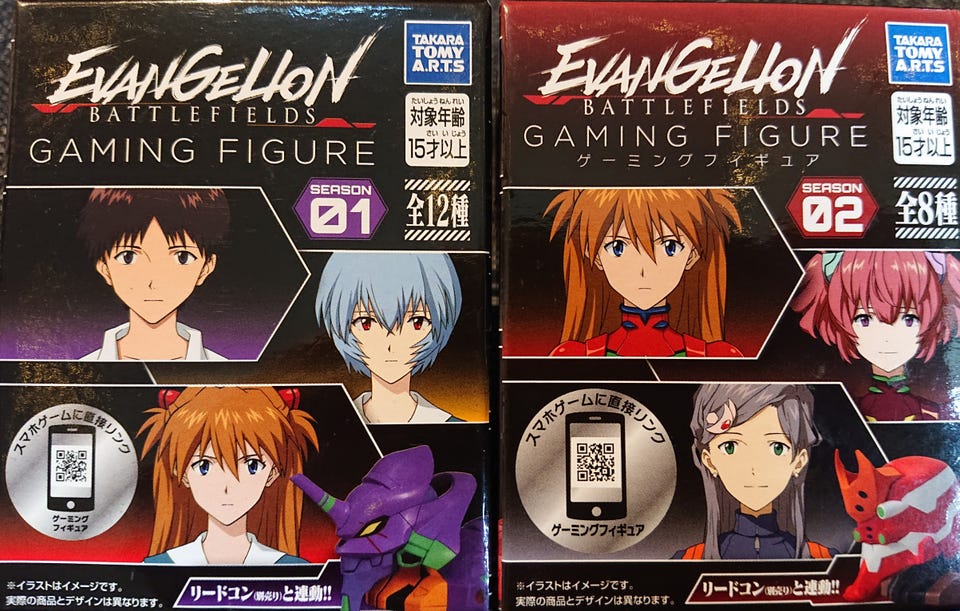 EVANGELION
BATTLEFIELDS
GAMING FIGURE
TAKARA
TOMY
A.R.T.S
たいしょうねんれい
対象年齢
さい いじょう
15才以上
SEASON
01
全12種
スマホゲームに直接リンク
ゲーミング
フィギュア
※イラストはイメージです。
実際の商品とデザインは異なります。
リードコン(別売り)と連動!!
EVANGELION
BATTLEFIELDS
GAMING FIGURE
ゲーミングフィギュア
TAKARA
TOMY
A.R.T.S
たいしょうねんれい
対象年齢
さい いじょう
15才以上
SEASON
02
全8種
スマホゲームに直接リンク
ゲーミングフィギュア
※イラストはイメージです。
実際の商品とデザインは異なります。
リードコン(別売り)と連動!!